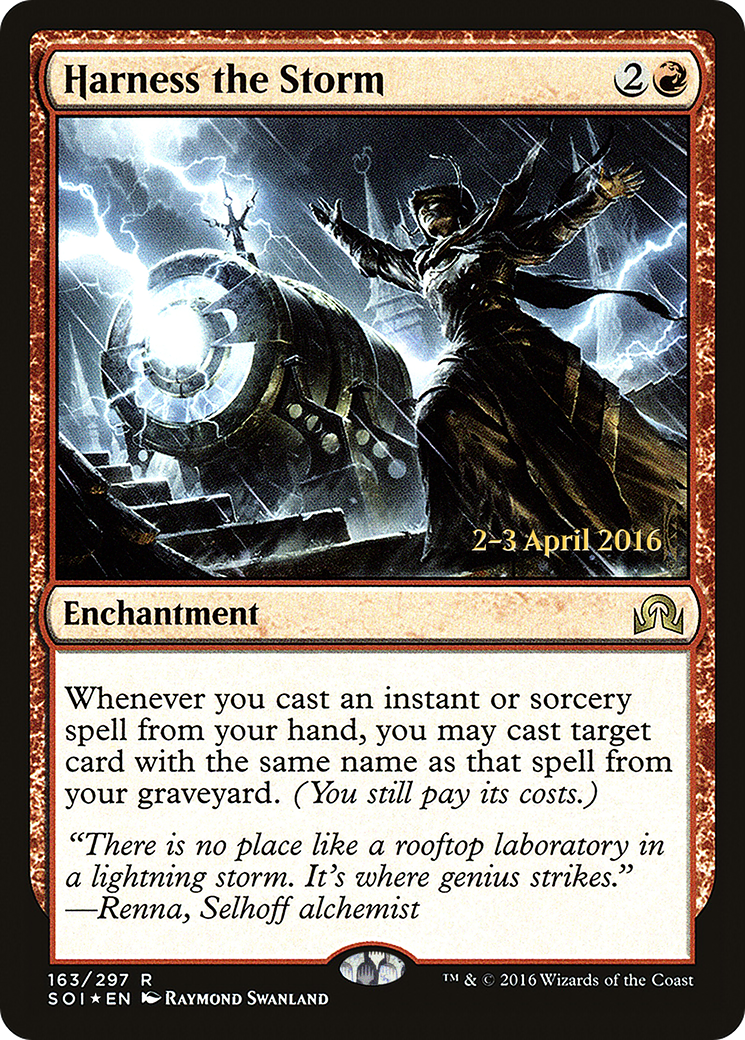 Harness the Storm 2
2–3 April 2016
Enchantment
Whenever you cast an instant or sorcery
spell from your hand, you may cast target
card with the same name as that spell from
your graveyard. (You still pay its costs.)
“There is no place like a rooftop laboratory in
a lightning storm. It’s where genius strikes.”
—Renna, Selhoff alchemist
163/297 R
SOI★EN Raymond Swanland
™ & © 2016 Wizards of the Coast